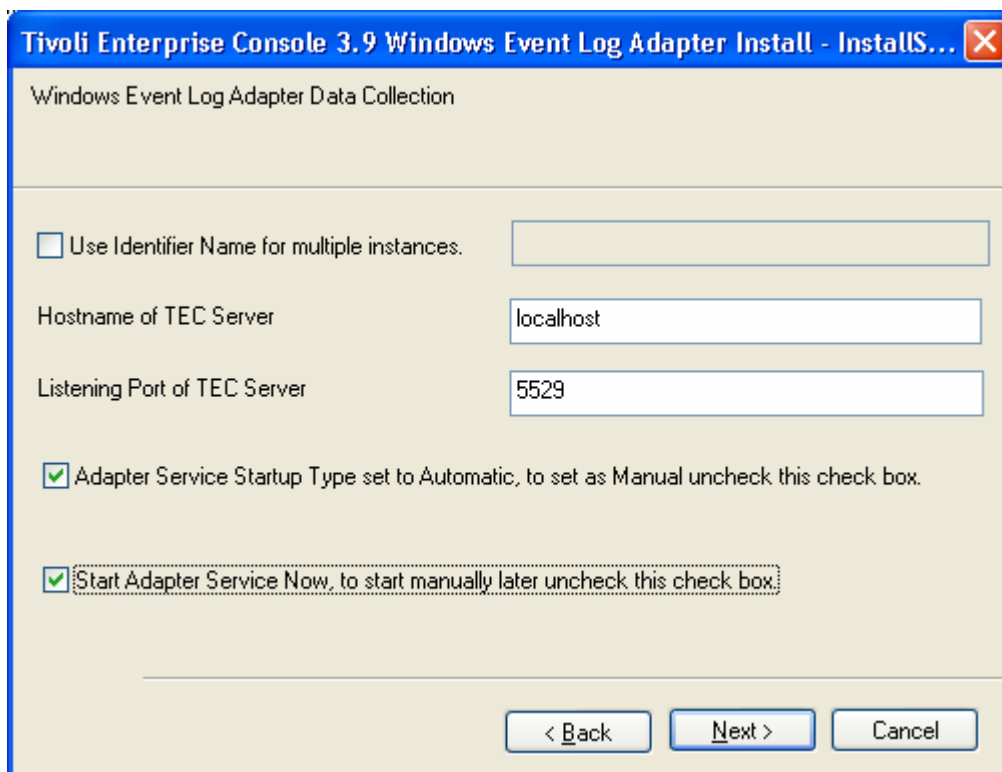 Tivoli Enterprise Console 3.9 Windows Event Log Adapter Install - InstallS...
Windows Event Log Adapter Data Collection
Use Identifier Name for multiple instances.
Hostname of TEC Server
localhost
Listening Port of TEC Server
5529
Adapter Service Startup Type set to Automatic, to set as Manual uncheck this check box.
Start Adapter Service Now, to start manually later uncheck this check box.
< Back
Next >
Cancel